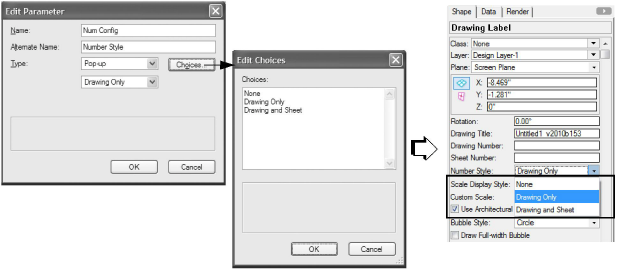 Edit Parameter
Name: Num Config
Alternate Name: Number Style
Type: Pop-up Choices...
Drawing Only
OK Cancel
Edit Choices
Choices:
None
Drawing Only
Drawing and Sheet
OK Cancel
Shape Data Render
Drawing Label
Class: None
Layer: Design Layer-1
Plane: Screen Plane
X: -8.469"
Y: -1.281"
Z: 0"
Rotation: 0.00°
Drawing Title: Untitled1 v2010b153
Drawing Number:
Sheet Number:
Number Style: Drawing Only
Scale Display Style: None
Custom Scale: Drawing Only
Use Architectural Drawing and Sheet
Bubble Style: Circle
Draw Full-width Bubble